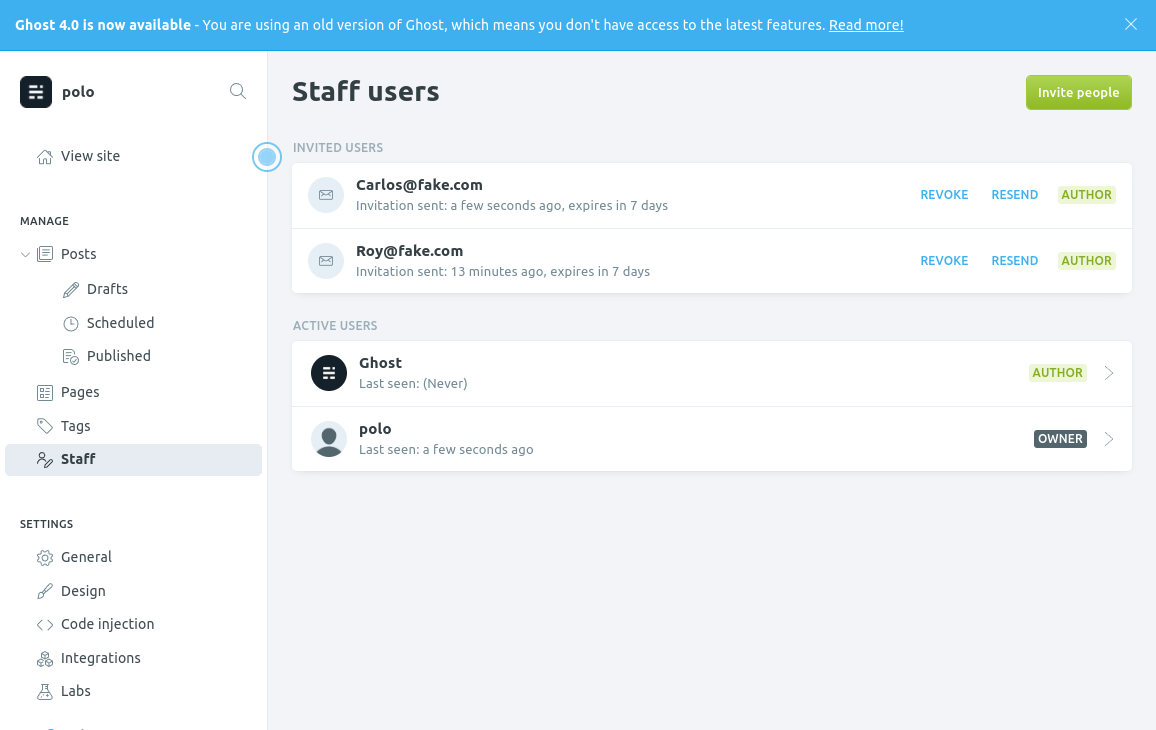 Ghost 4.0 is now available - You are using an old version of Ghost, which means you don't have access to the latest features. Read more!
polo
View site
MANAGE
Posts
Drafts
Scheduled
Published
Pages
Tags
Staff
SETTINGS
General
Design
Code injection
Integrations
Labs
Staff users
Invite people
INVITED USERS
Carlos@fake.com
Invitation sent: a few seconds ago, expires in 7 days
REVOKE RESEND AUTHOR
Roy@fake.com
Invitation sent: 13 minutes ago, expires in 7 days
REVOKE RESEND AUTHOR
ACTIVE USERS
Ghost
Last seen: (Never)
AUTHOR
polo
Last seen: a few seconds ago
OWNER